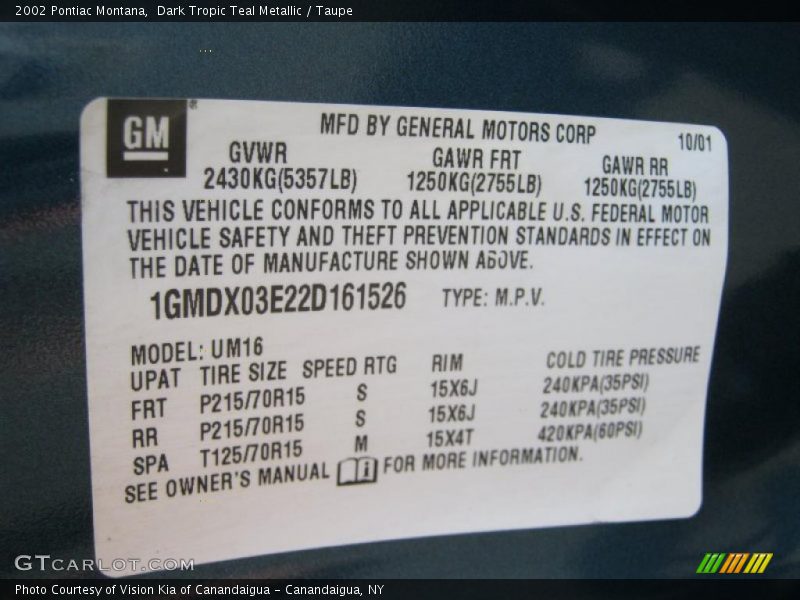 2002 Pontiac Montana,  Dark Tropic Teal Metallic / Taupe
GM ®
MFD BY GENERAL MOTORS CORP 10/01
GVWR GAWR FRT GAWR RR
2430KG(5357LB) 1250KG(2755LB) 1250KG(2755LB)
THIS VEHICLE CONFORMS TO ALL APPLICABLE U.S. FEDERAL MOTOR
VEHICLE SAFETY AND THEFT PREVENTION STANDARDS IN EFFECT ON
THE DATE OF MANUFACTURE SHOWN ABOVE.
1GMDX03E22D161526 TYPE: M.P.V.
MODEL: UM16
UPAT TIRE SIZE SPEED RTG RIM COLD TIRE PRESSURE
FRT P215/70R15 S 15X6J 240KPA(35PSI)
RR P215/70R15 S 15X6J 240KPA(35PSI)
SPA T125/70R15 M 15X4T 420KPA(60PSI)
SEE OWNER'S MANUAL i FOR MORE INFORMATION.
GTCARLOT.COM
Photo Courtesy of Vision Kia of Canandaigua - Canandaigua, NY